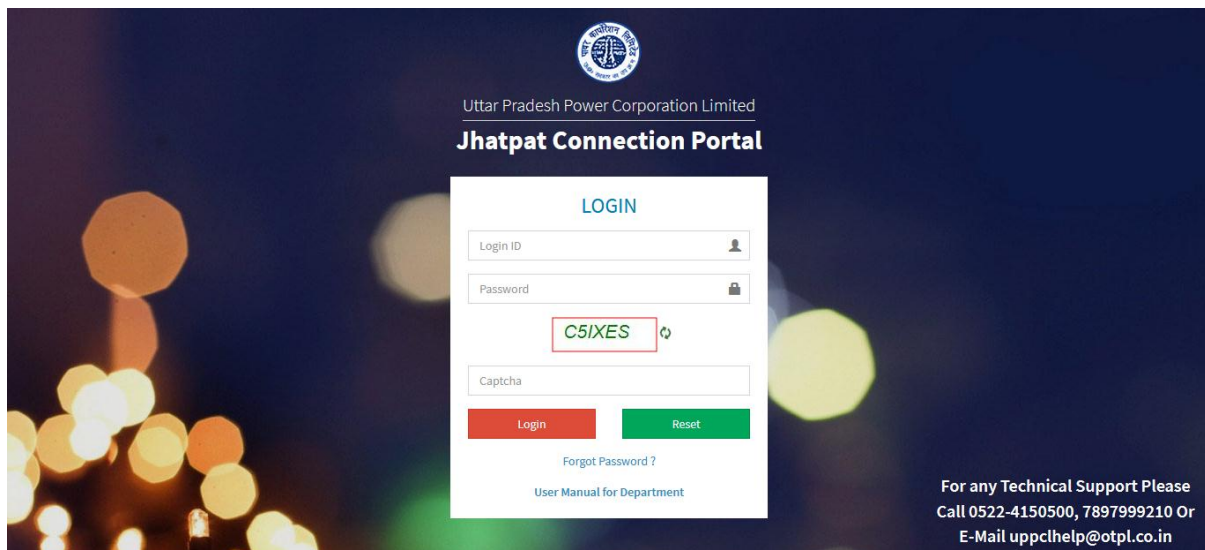 Uttar Pradesh Power Corporation Limited
Jhatpat Connection Portal
LOGIN
Login ID
Password
C5IXES
Captcha
Login Reset
Forgot Password ?
User Manual for Department
For any Technical Support Please
Call 0522-4150500, 7897999210 Or
E-Mail uppclhelp@otpl.co.in